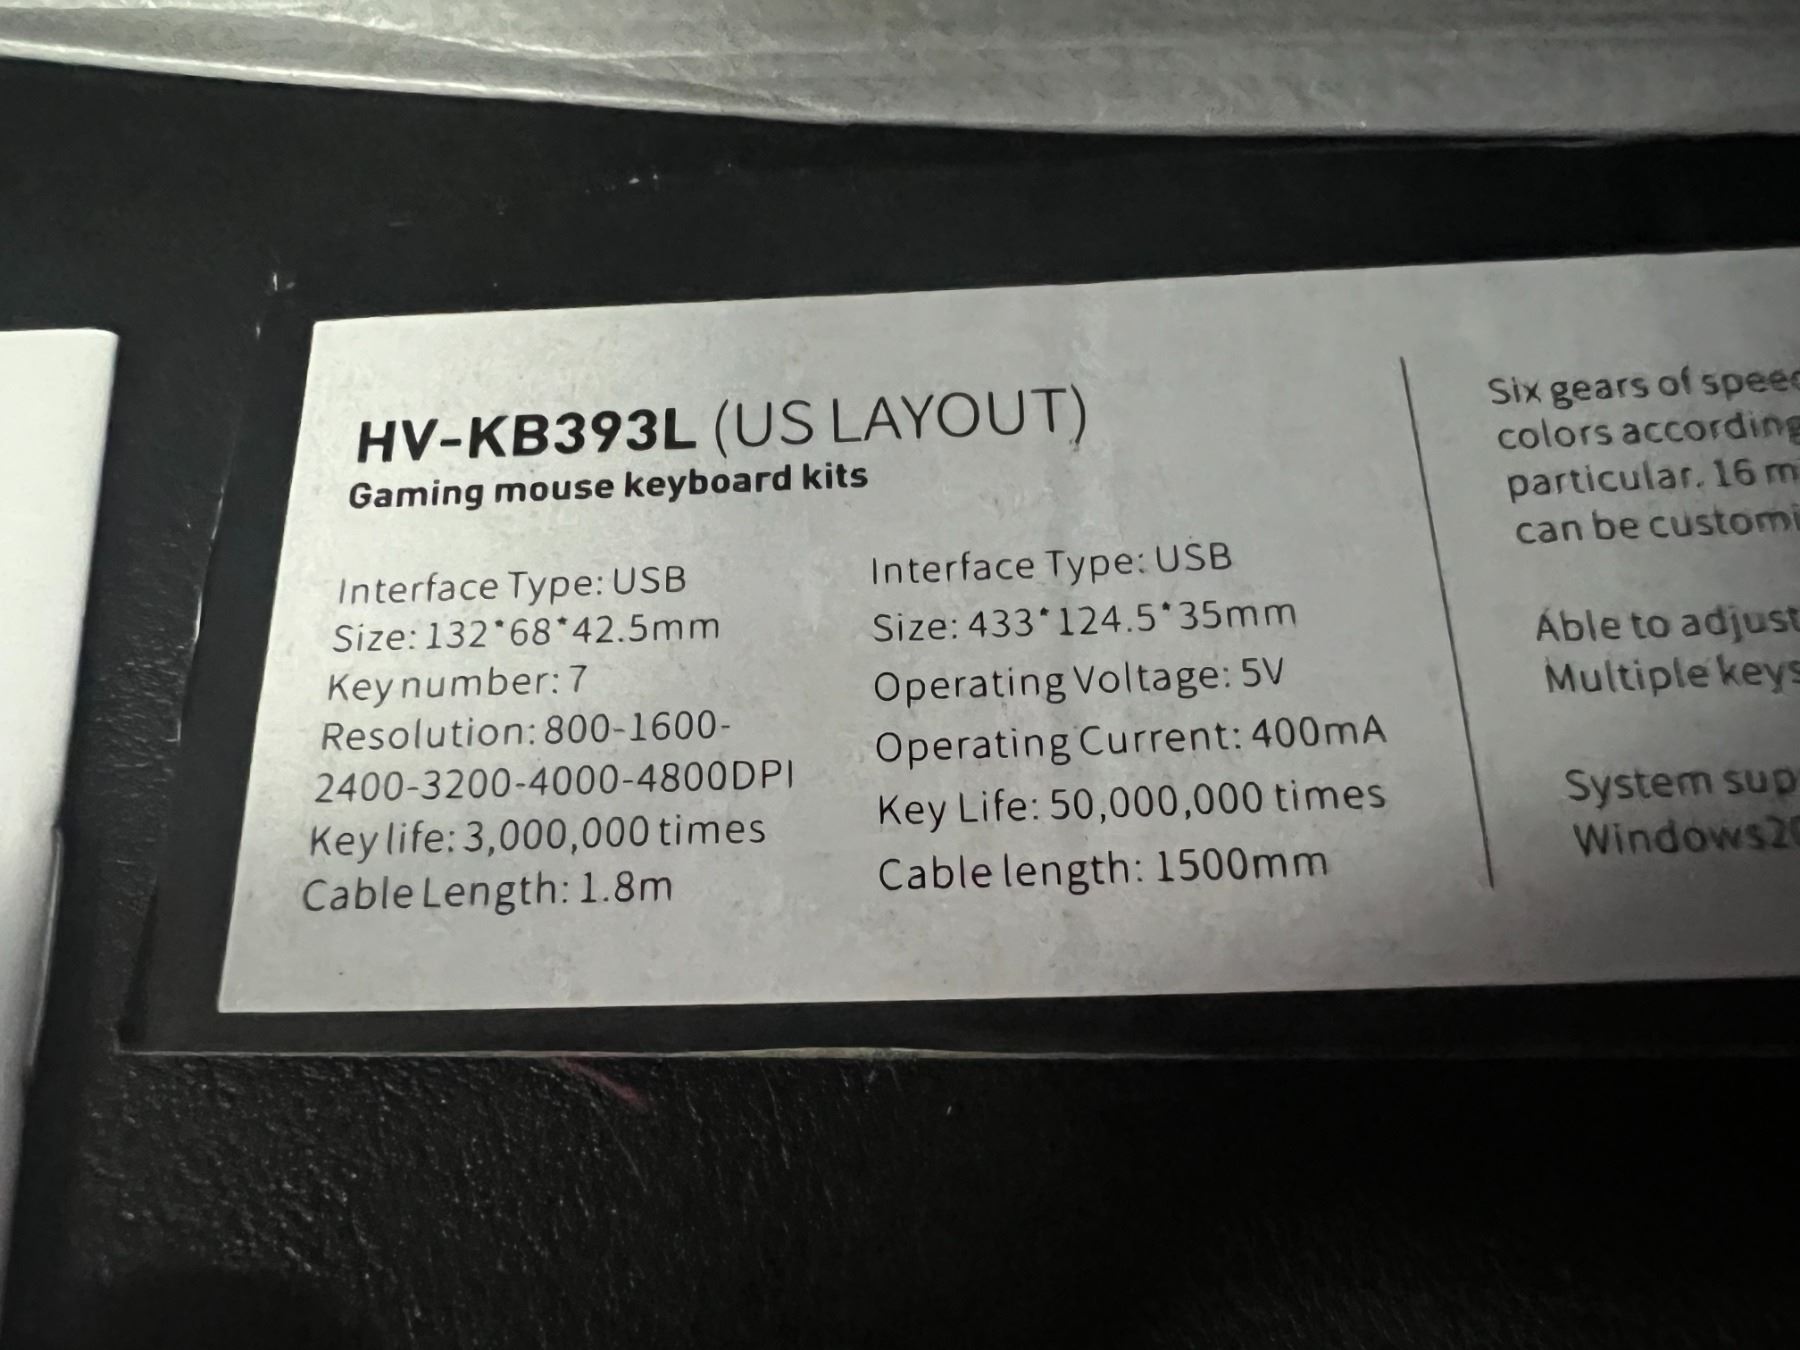 HV-KB393L (US LAYOUT)
Gaming mouse keyboard kits
Interface Type: USB
Size: 132*68*42.5mm
Key number: 7
Resolution: 800-1600-
2400-3200-4000-4800DPI
Key life: 3,000,000 times
Cable Length: 1.8m
Interface Type: USB
Size: 433*124.5*35mm
Operating Voltage: 5V
Operating Current: 400mA
Key Life: 50,000,000 times
Cable length: 1500mm
Six gears of
colors according
particular. 16
can be
Able to adjust
Multiple keys
System